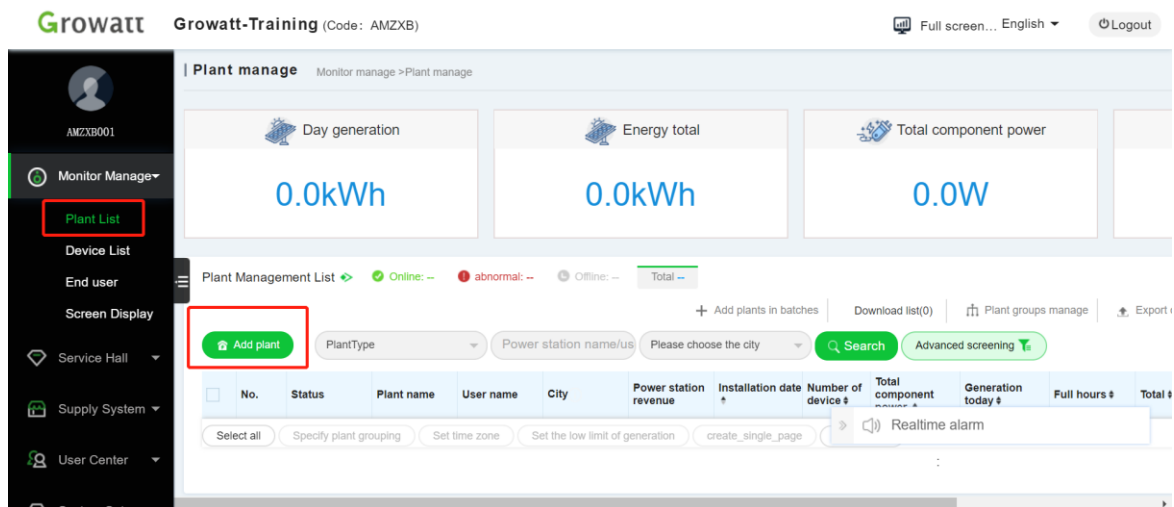 Growatt Growatt-Training (Code: AMZXB) Full screen... English Logout
Plant manage Monitor manage >Plant manage
AMZXB001
Day generation
0.0kWh
Energy total
0.0kWh
Total component power
0.0W
Monitor Manage
Plant List
Device List
End user
Screen Display
Service Hall
Supply System
User Center
Plant Management List Online: -- abnormal: -- Offline: -- Total --
Add plants in batches Download list(0) Plant groups manage Export
Add plant PlantType Power station name/us Please choose the city Search Advanced screening
No. Status Plant name User name City Power station revenue Installation date Number of device Total component power Generation today Full hours Total
Select all Specify plant grouping Set time zone Set the low limit of generation create_single_page
Realtime alarm